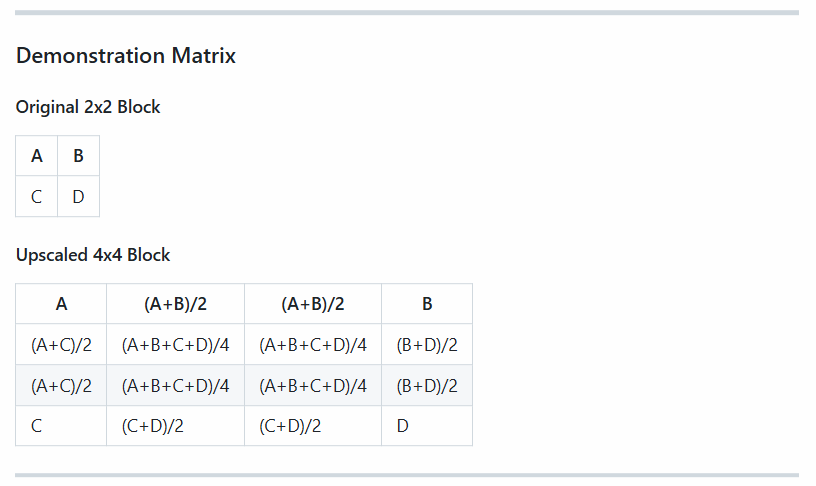 Demonstration Matrix
Original 2x2 Block
A B
C D
Upscaled 4x4 Block
A (A+B)/2 (A+B)/2 B
(A+C)/2 (A+B+C+D)/4 (A+B+C+D)/4 (B+D)/2
(A+C)/2 (A+B+C+D)/4 (A+B+C+D)/4 (B+D)/2
C (C+D)/2 (C+D)/2 D